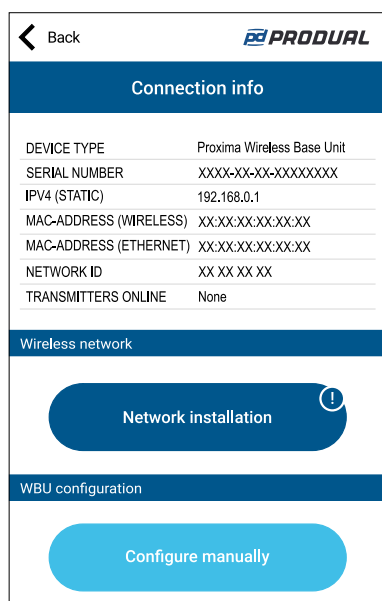 Back
pd PRODUAL
Connection info
DEVICE TYPE Proxima Wireless Base Unit
SERIAL NUMBER XXXX-XX-XX-XXXXXXXX
IPV4 (STATIC) 192.168.0.1
MAC-ADDRESS (WIRELESS) XX:XX:XX:XX:XX:XX
MAC-ADDRESS (ETHERNET) XX:XX:XX:XX:XX:XX
NETWORK ID XX XX XX XX
TRANSMITTERS ONLINE None
Wireless network
!
Network installation
WBU configuration
Configure manually